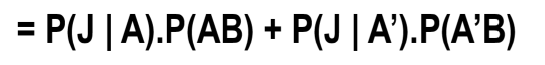 = P(J | A).P(AB) + P(J | A’).P(A’B)